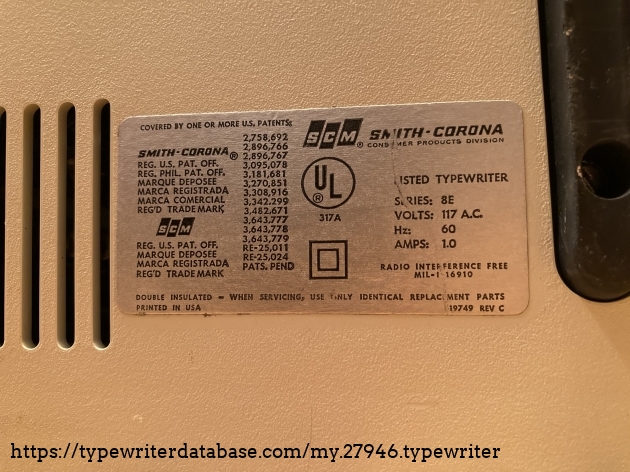 COVERED BY ONE OR MORE U.S. PATENTS;
SMITH-CORONA®
REG. U.S. PAT. OFF.
REG. PHIL. PAT. OFF.
MARQUE DEPOSEE
MARCA REGISTRADA
MARCA COMERCIAL
REG'D TRADE MARK
SCM
REG. U.S. PAT. OFF.
MARQUE DEPOSEE
MARCA REGISTRADA
REG'D TRADE MARK
2,758,692
2,896,766
2,896,767
3,095,078
3,181,681
3,270,851
3,308,916
3,342,299
3,482,671
3,643,777
3,643,778
3,643,779
RE-25,011
RE-25,024
PATS. PEND
SCM® SMITH-CORONA
CONSUMER PRODUCTS DIVISION
UL
®
317A
LISTED TYPEWRITER
SERIES: 8E
VOLTS: 117 A.C.
Hz: 60
AMPS: 1.0
RADIO INTERFERENCE FREE
MIL-I 16910
DOUBLE INSULATED - WHEN SERVICING, USE ONLY IDENTICAL REPLACEMENT PARTS
PRINTED IN USA
19749 REV C
https://typewriterdatabase.com/my.27946.typewriter